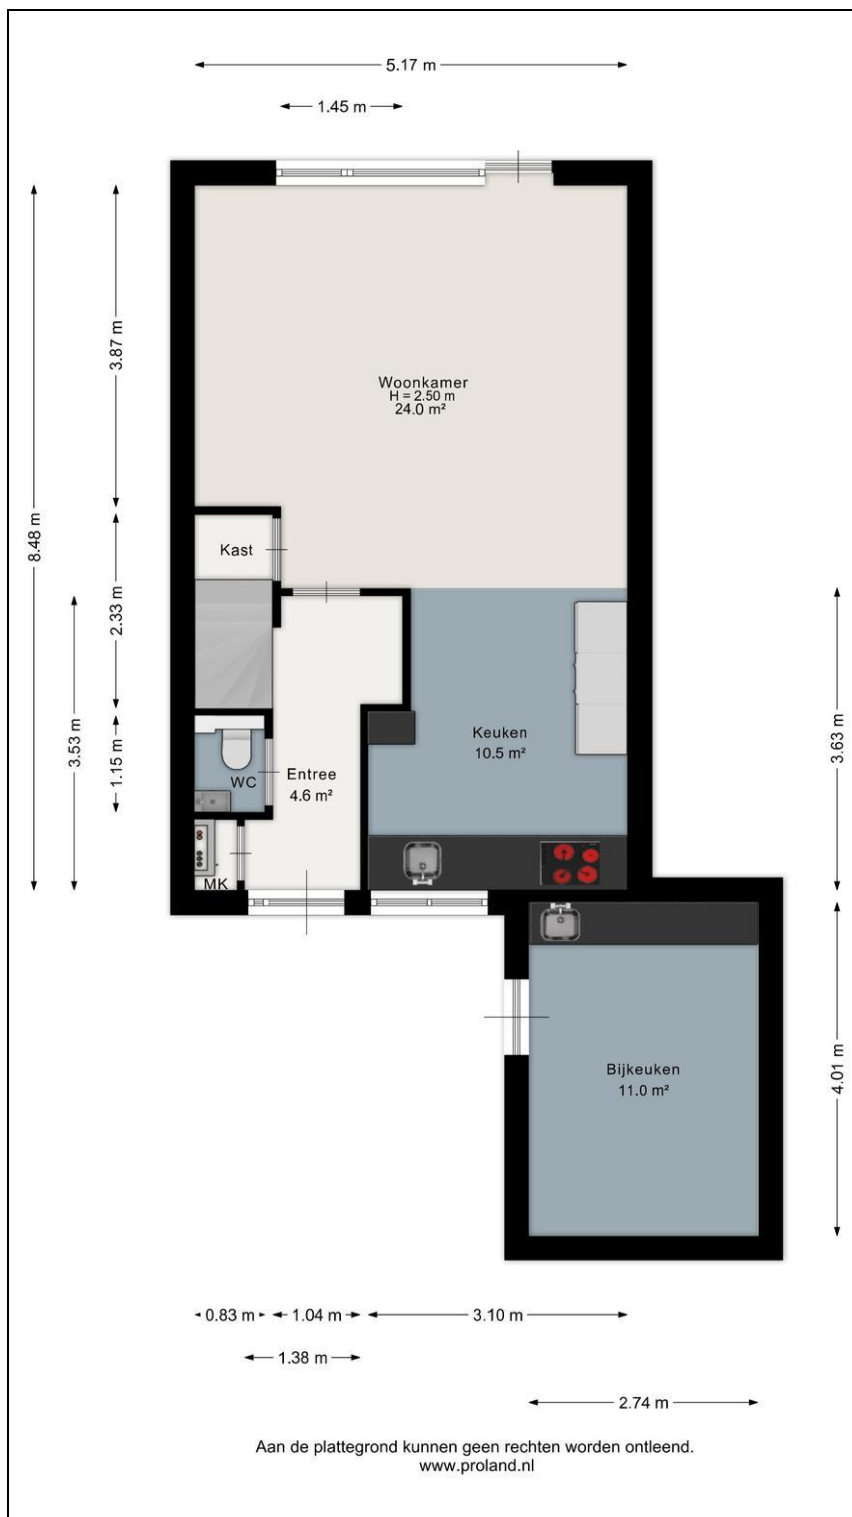 5.17 m
1.45 m
8.48 m
3.87 m
2.33 m
1.15 m
3.53 m
3.63 m
4.01 m
Woonkamer
H = 2.50 m
24.0 m²
Kast
Keuken
10.5 m²
WC
Entree
4.6 m²
MK
Bijkeuken
11.0 m²
0.83 m
1.04 m
3.10 m
1.38 m
2.74 m
Aan de plattegrond kunnen geen rechten worden ontleend.
www.proland.nl